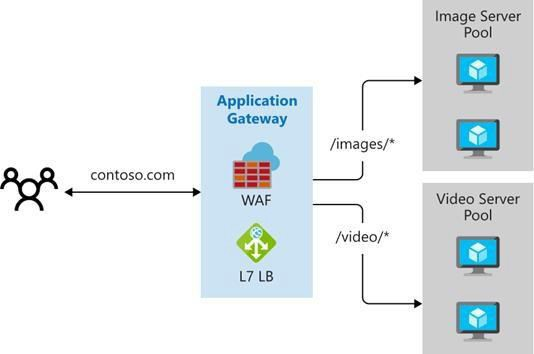 Image Server
Pool
Application
Gateway
contoso.com
/images/*
WAF
Video Server
Pool
/video/*
L7 LB